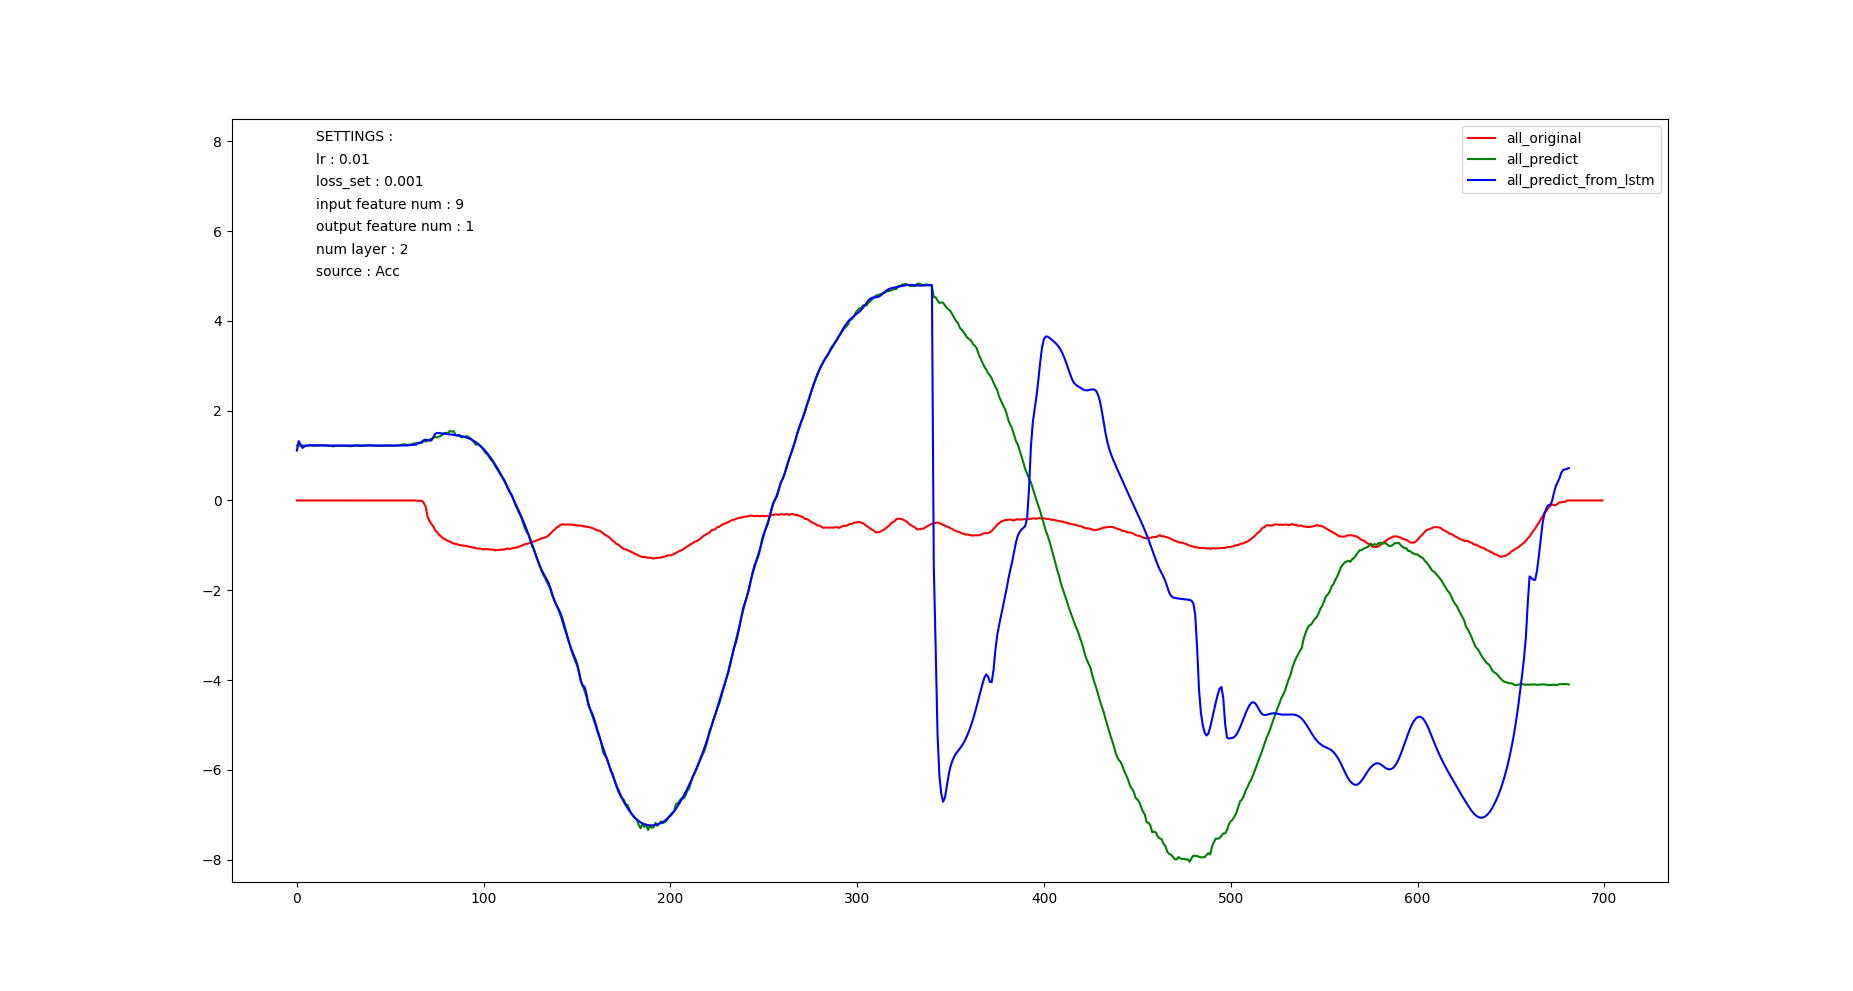 SETTINGS :
lr : 0.01
loss_set : 0.001
input feature num : 9
output feature num : 1
num layer : 2
source : Acc
all_original
all_predict
all_predict_from_lstm
8
6
4
2
0
−2
−4
−6
−8
0 100 200 300 400 500 600 700